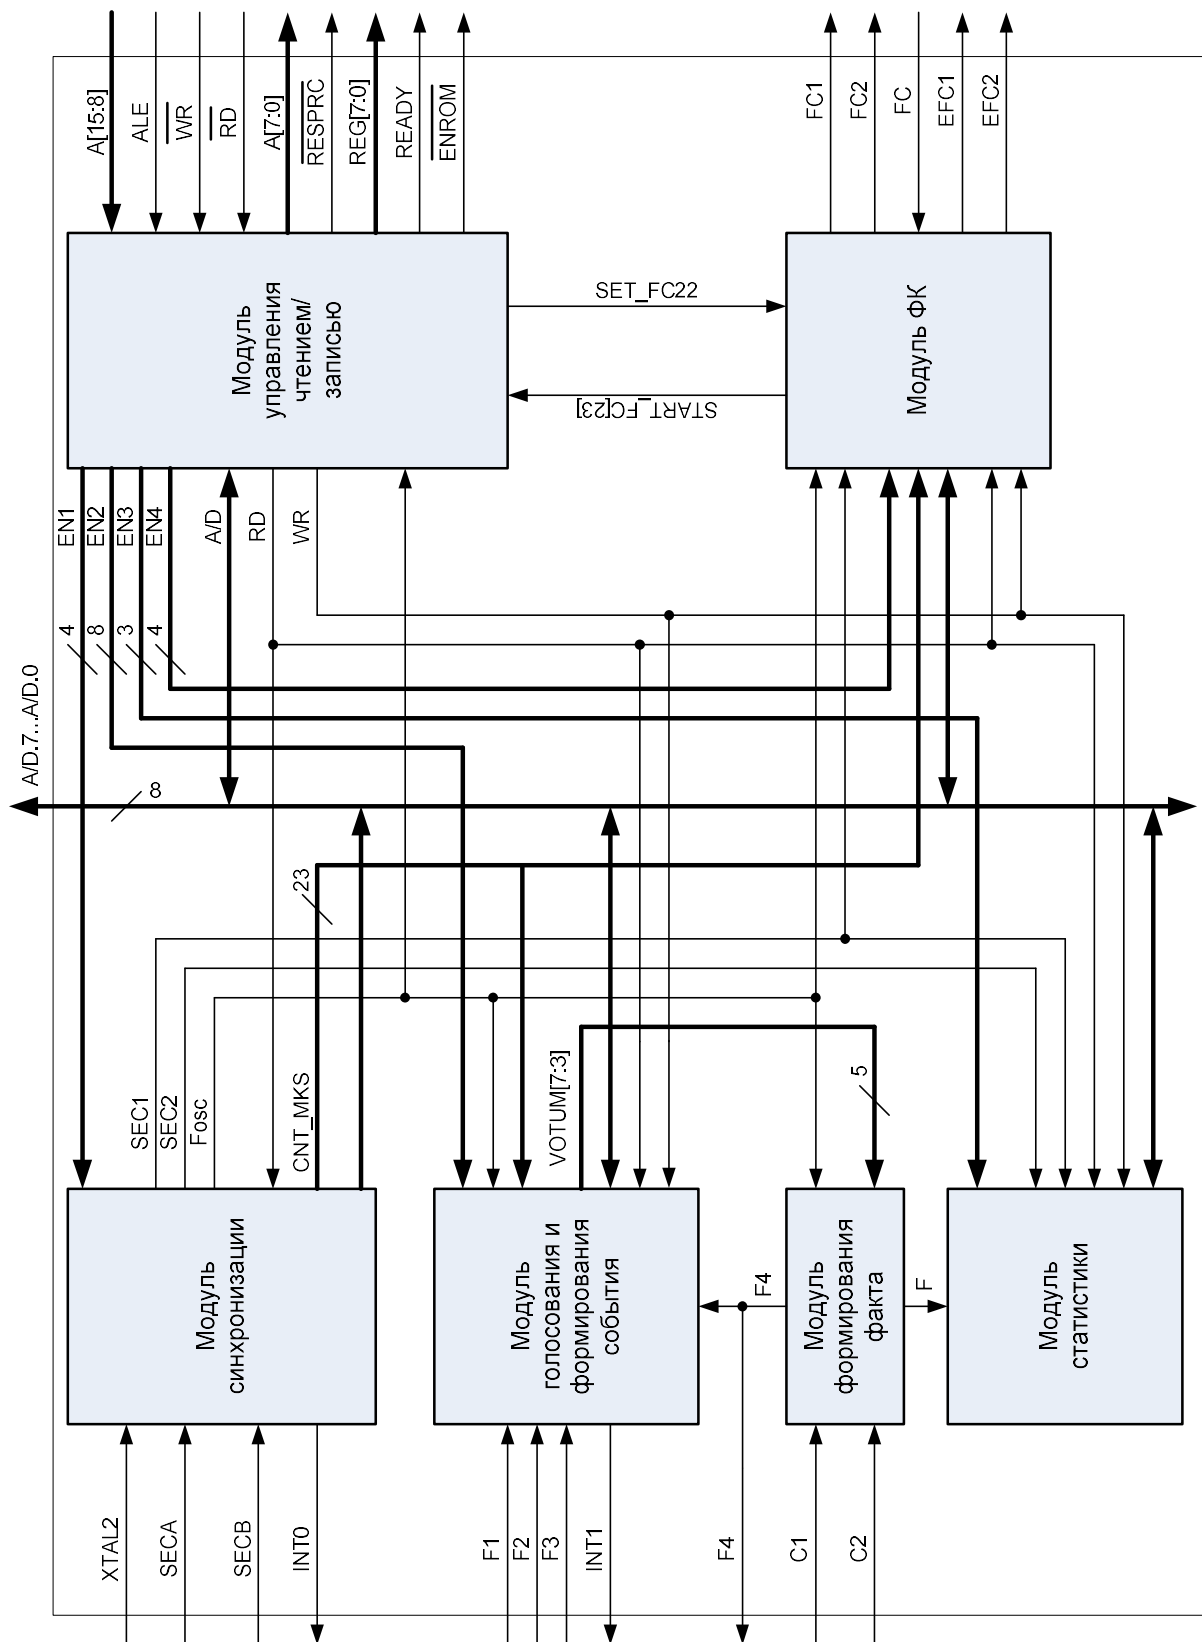 A[15:8]
ALE
WR
RD
A[7:0]
RESPRC
REG[7:0]
READY
ENROM
FC1
FC2
FC
EFC1
EFC2
Модуль
управления
чтением/
записью
SET_FC22
START_FC[23]
Модуль ФК
EN1
EN2
EN3
EN4
A/D
RD
WR
4
8
3
4
A/D.7...A/D.0
8
23
SEC1
SEC2
Fosc
CNT_MKS
VOTUM[7:3]
5
Модуль
синхронизации
Модуль
голосования и
формирования
события
F4
Модуль
формирования
факта
F
Модуль
статистики
XTAL2
SECA
SECB
INT0
F1
F2
F3
INT1
F4
C1
C2